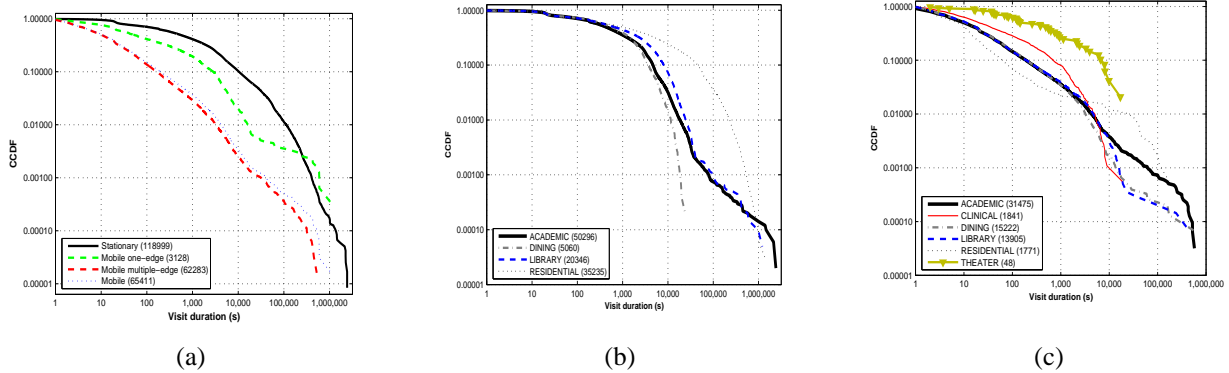 1.00000
0.10000
0.01000
0.00100
0.00010
0.00001
CCDF
1
10
100
1,000
10,000
100,000
1,000,000
Visit duration (s)
Stationary (118999)
Mobile one−edge (3128)
Mobile multiple−edge (62283)
Mobile (65411)
(a)
1.00000
0.10000
0.01000
0.00100
0.00010
0.00001
CCDF
1
10
100
1,000
10,000
100,000
1,000,000
Visit duration (s)
ACADEMIC (50296)
DINING (5060)
LIBRARY (20346)
RESIDENTIAL (35235)
(b)
1.00000
0.10000
0.01000
0.00100
0.00010
0.00001
CCDF
1
10
100
1,000
10,000
100,000
1,000,000
Visit duration (s)
ACADEMIC (31475)
CLINICAL (1841)
DINING (15222)
LIBRARY (13905)
RESIDENTIAL (1771)
THEATER (48)
(c)